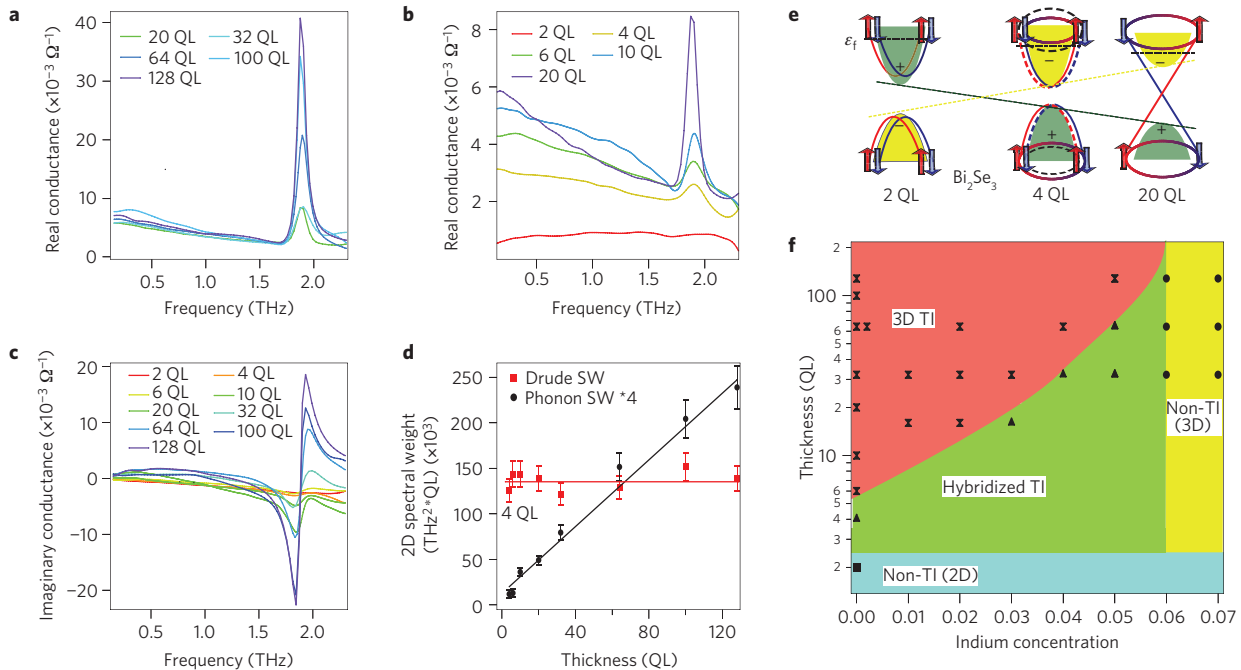 a
Real conductance (×10⁻³ Ω⁻¹)
40
30
20
10
0
20 QL
32 QL
64 QL
100 QL
128 QL
0.5
1.0
1.5
2.0
Frequency (THz)
b
Real conductance (×10⁻³ Ω⁻¹)
8
6
4
2
2 QL
4 QL
6 QL
10 QL
20 QL
0.5
1.0
1.5
2.0
Frequency (THz)
e
εf
+
−
−
+
−
+
Bi₂Se₃
2 QL
4 QL
20 QL
c
Imaginary conductance (×10⁻³ Ω⁻¹)
20
10
0
−10
−20
2 QL
4 QL
6 QL
10 QL
20 QL
32 QL
64 QL
100 QL
128 QL
0.5
1.0
1.5
2.0
Frequency (THz)
d
2D spectral weight
(THz²*QL) (×10³)
250
200
150
100
50
0
Drude SW
Phonon SW *4
4 QL
0
40
80
120
Thickness (QL)
f
Thicknesss (QL)
2
100
6
5
4
3
2
10
6
5
4
3
2
3D TI
Hybridized TI
Non-TI
(3D)
Non-TI (2D)
0.00
0.01
0.02
0.03
0.04
0.05
0.06
0.07
Indium concentration